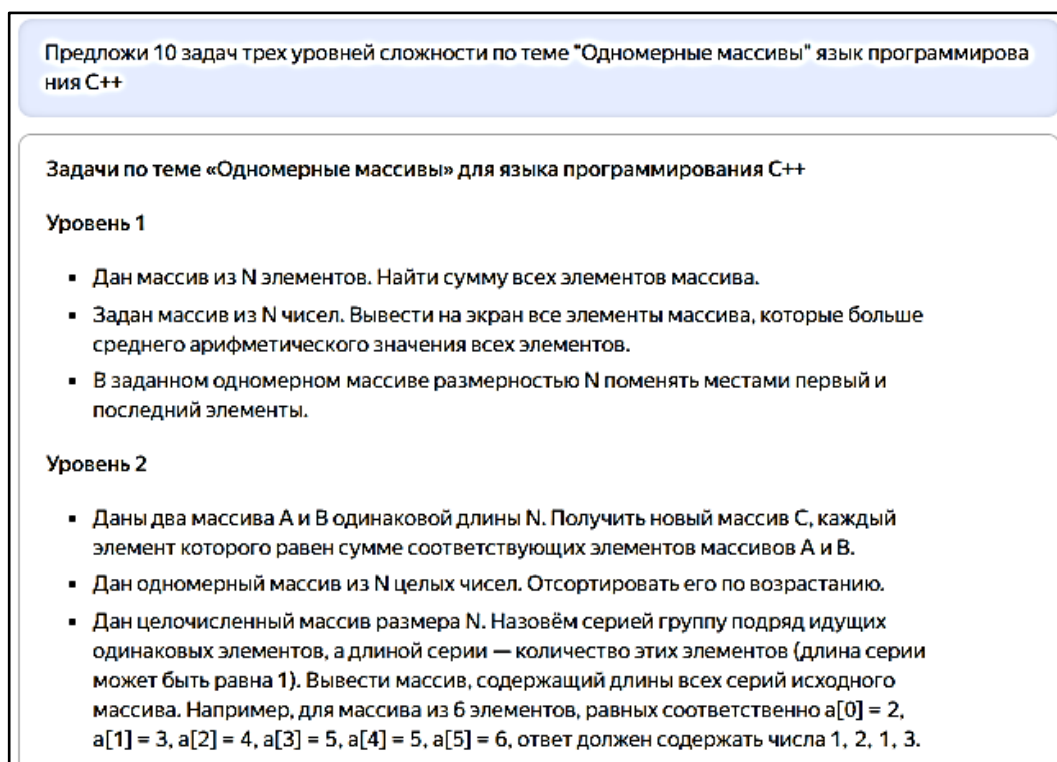 Предложи 10 задач трех уровней сложности по теме "Одномерные массивы" язык программирова
ния С++
Задачи по теме «Одномерные массивы» для языка программирования С++
Уровень 1
▪ Дан массив из N элементов. Найти сумму всех элементов массива.
▪ Задан массив из N чисел. Вывести на экран все элементы массива, которые больше
среднего арифметического значения всех элементов.
▪ В заданном одномерном массиве размерностью N поменять местами первый и
последний элементы.
Уровень 2
▪ Даны два массива А и В одинаковой длины N. Получить новый массив С, каждый
элемент которого равен сумме соответствующих элементов массивов А и В.
▪ Дан одномерный массив из N целых чисел. Отсортировать его по возрастанию.
▪ Дан целочисленный массив размера N. Назовём серией группу подряд идущих
одинаковых элементов, а длиной серии — количество этих элементов (длина серии
может быть равна 1). Вывести массив, содержащий длины всех серий исходного
массива. Например, для массива из 6 элементов, равных соответственно a[0] = 2,
a[1] = 3, a[2] = 4, a[3] = 5, a[4] = 5, a[5] = 6, ответ должен содержать числа 1, 2, 1, 3.